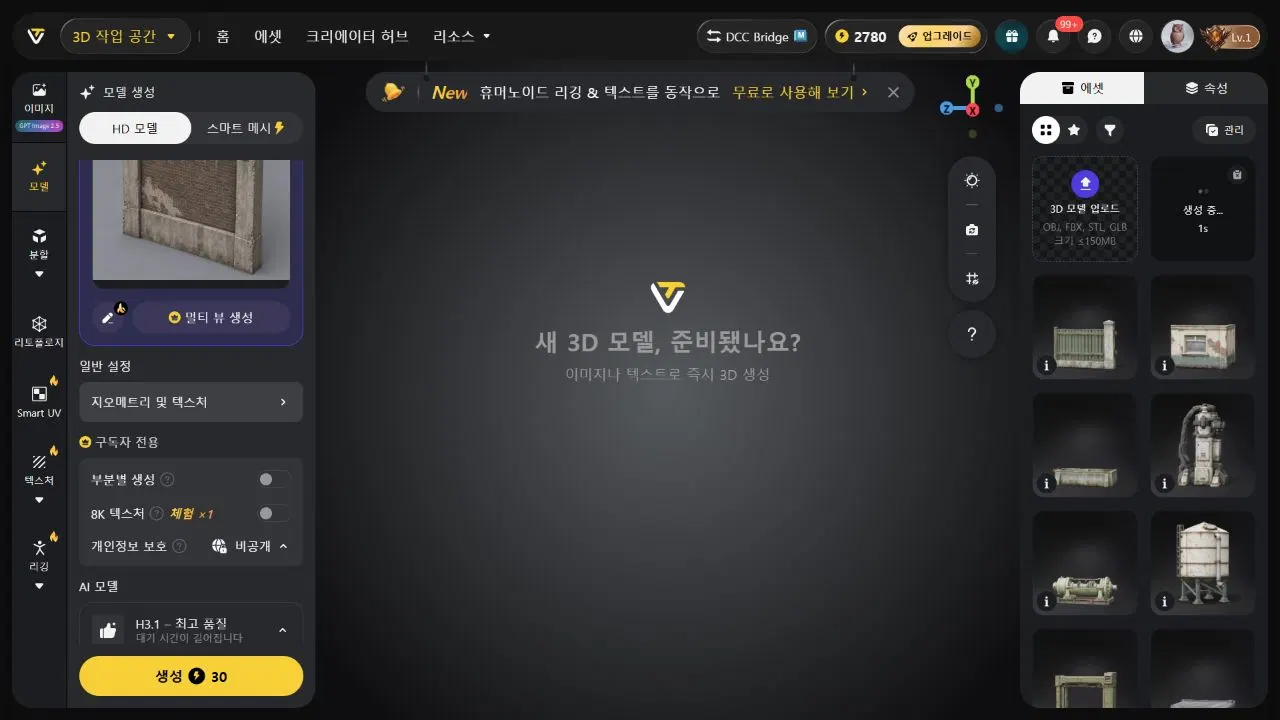 3D 작업 공간
홈
에셋
크리에이터 허브
리소스
DCC Bridge
2780
업그레이드
99+
Lv.1
이미지
GPT Image 2.5
모델
분할
리토폴로지
Smart UV
텍스처
리깅
모델 생성
HD 모델
스마트 메시
멀티 뷰 생성
일반 설정
지오메트리 및 텍스처
구독자 전용
부분별 생성 ?
8K 텍스처 ? 체험 ×1
개인정보 보호 ? 비공개
AI 모델
H3.1 – 최고 품질
대기 시간이 길어집니다
생성 30
New 휴머노이드 리깅 & 텍스트를 동작으로 무료로 사용해 보기 ›
Y
Z
X
새 3D 모델, 준비됐나요?
이미지나 텍스트로 즉시 3D 생성
?
에셋
속성
관리
3D 모델 업로드
OBJ, FBX, STL, GLB
크기 ≤150MB
생성 중...
1s